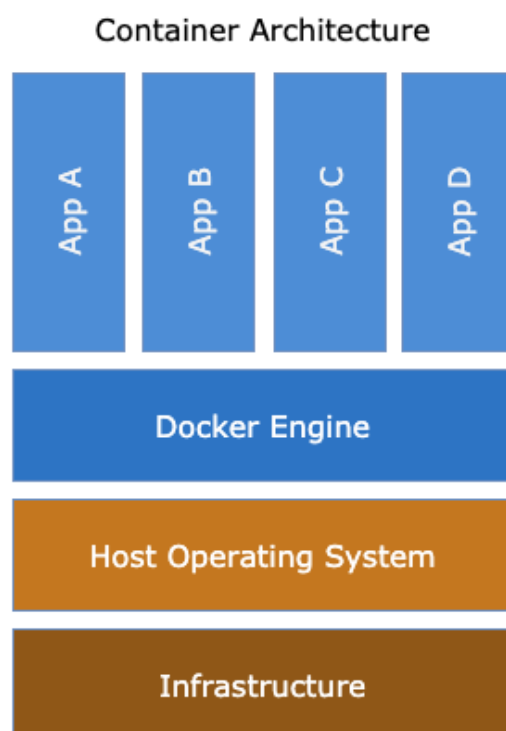 Container Architecture
App A
App B
App C
App D
Docker Engine
Host Operating System
Infrastructure